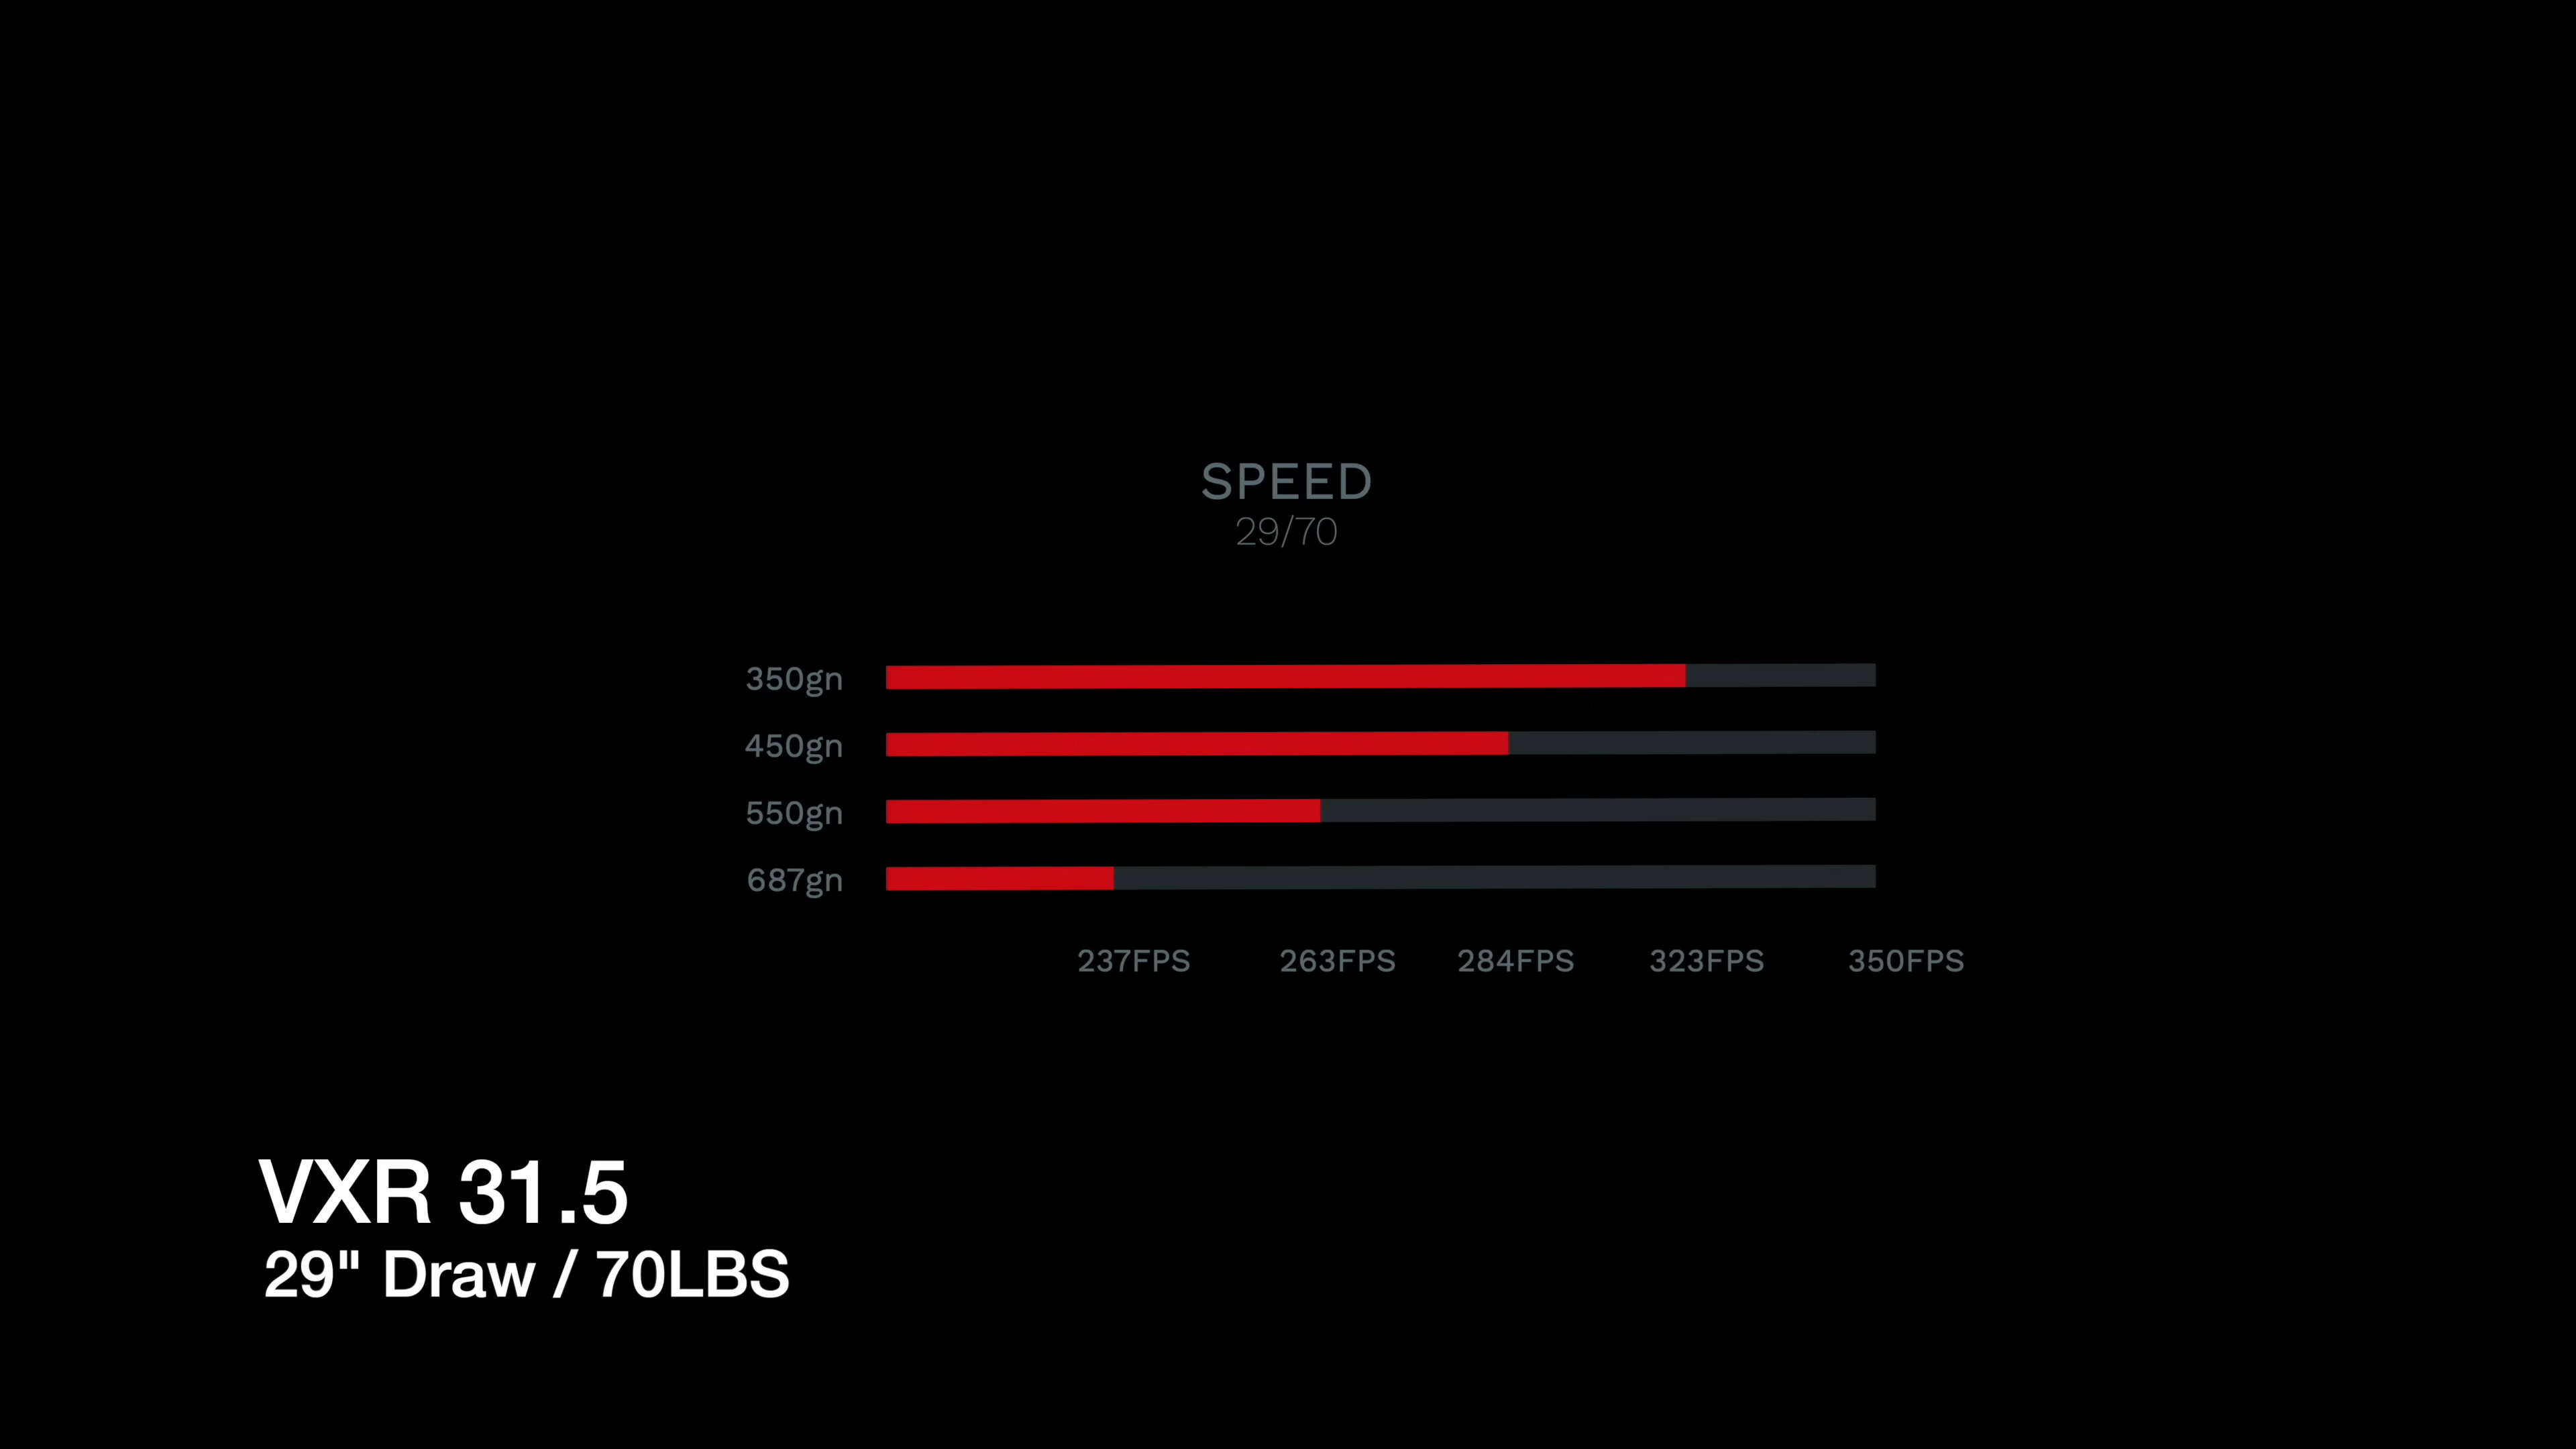 SPEED
29/70
350gn
450gn
550gn
687gn
237FPS 263FPS 284FPS 323FPS 350FPS
VXR 31.5
29" Draw / 70LBS